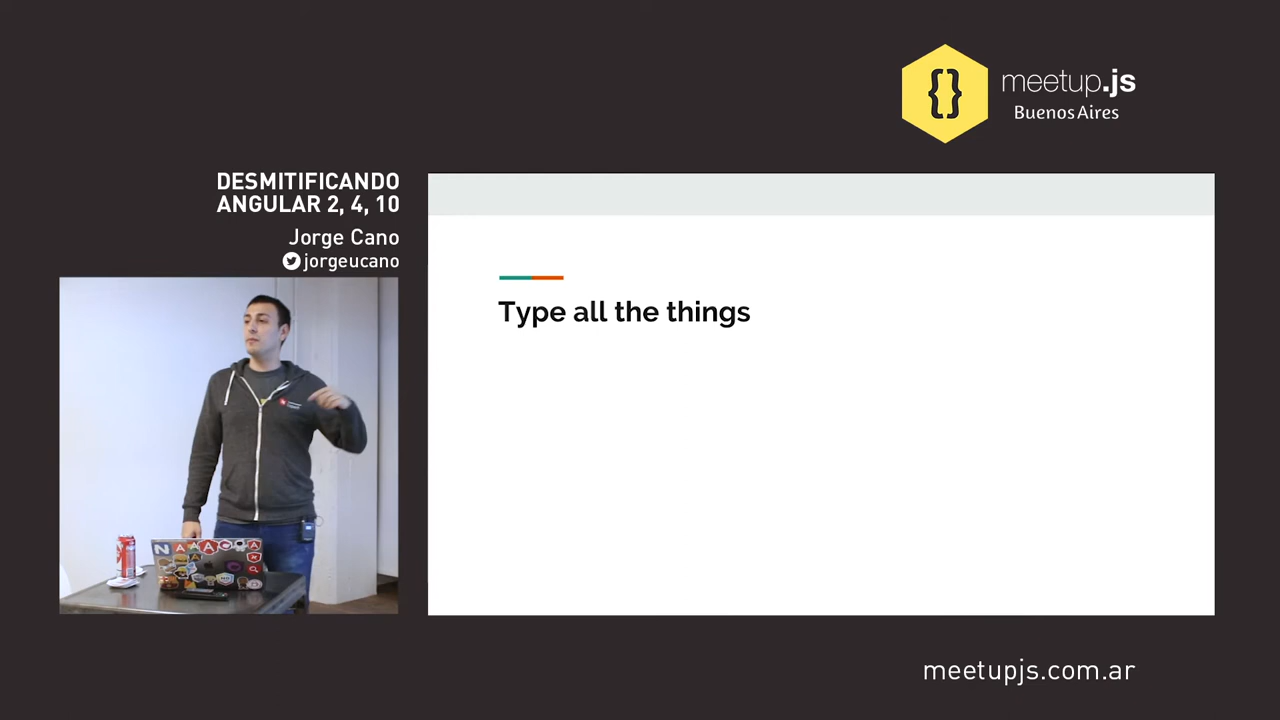 meetup.js
Buenos Aires
DESMITIFICANDO
ANGULAR 2, 4, 10
Jorge Cano
jorgeucano
Type all the things
meetupjs.com.ar